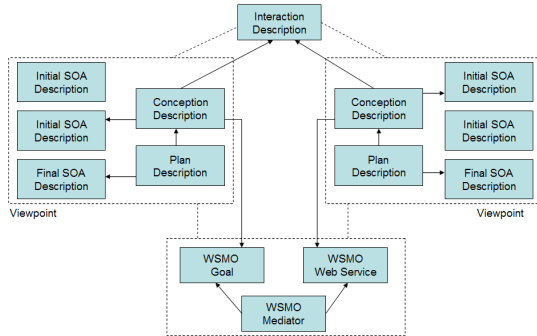 Interaction
Description
Initial SOA
Description
Conception
Description
Initial SOA
Description
Plan
Description
Final SOA
Description
Viewpoint
Conception
Description
Initial SOA
Description
Initial SOA
Description
Plan
Description
Final SOA
Description
Viewpoint
WSMO
Goal
WSMO
Web Service
WSMO
Mediator